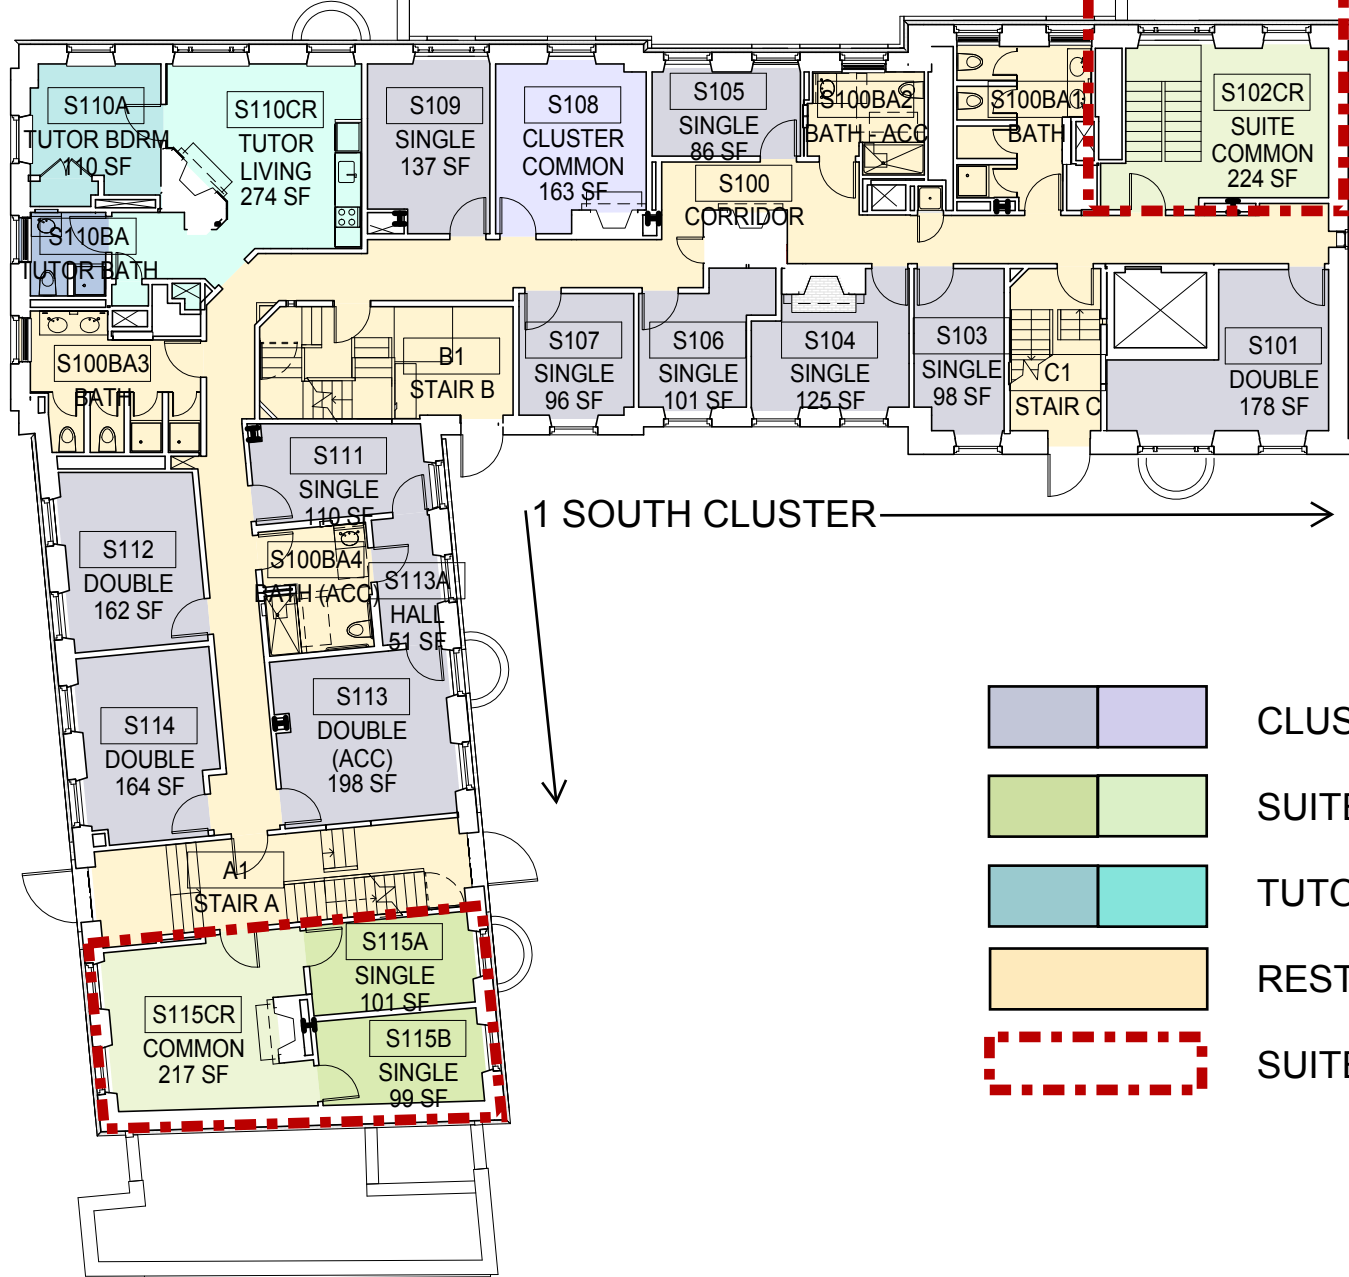 S110A
TUTOR BDRM
110 SF
S110CR
TUTOR
LIVING
274 SF
S109
SINGLE
137 SF
S108
CLUSTER
COMMON
163 SF
S105
SINGLE
86 SF
S100BA2
BATH - ACC
S100BA1
BATH
S102CR
SUITE
COMMON
224 SF
S100
CORRIDOR
S110BA
TUTOR BATH
S100BA3
BATH
B1
STAIR B
S107
SINGLE
96 SF
S106
SINGLE
101 SF
S104
SINGLE
125 SF
S103
SINGLE
98 SF
C1
STAIR C
S101
DOUBLE
178 SF
S111
SINGLE
110 SF
1 SOUTH CLUSTER
S112
DOUBLE
162 SF
S100BA4
BATH (ACC)
S113A
HALL
51 SF
S114
DOUBLE
164 SF
S113
DOUBLE
(ACC)
198 SF
A1
STAIR A
S115A
SINGLE
101 SF
S115CR
COMMON
217 SF
S115B
SINGLE
99 SF
CLUS
SUITE
TUTO
REST
SUITE